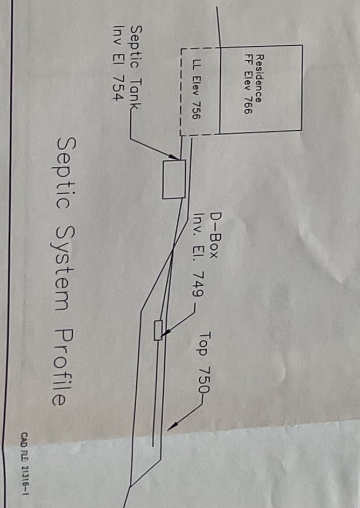 Residence
FF Elev 766
LL Elev 756
Septic Tank
Inv El. 754
D-Box
Inv. El. 749
Top 750
Septic System Profile
CAD FILE: 21316-1